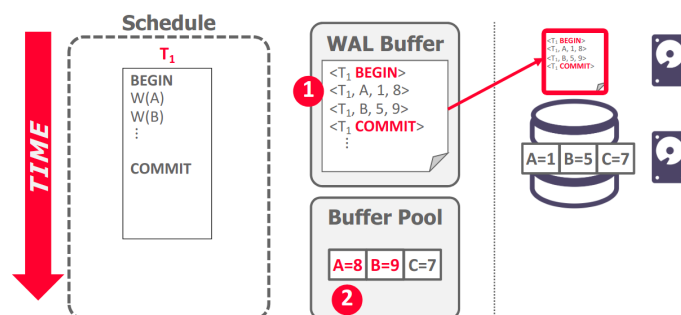 Schedule
T1
BEGIN
W(A)
W(B)
⋮
COMMIT
TIME
WAL Buffer
1
<T1 BEGIN>
<T1, A, 1, 8>
<T1, B, 5, 9>
<T1 COMMIT>
⋮
Buffer Pool
A=8 B=9 C=7
2
<T1 BEGIN>
<T1, A, 1, 8>
<T1, B, 5, 9>
<T1 COMMIT>
A=1 B=5 C=7